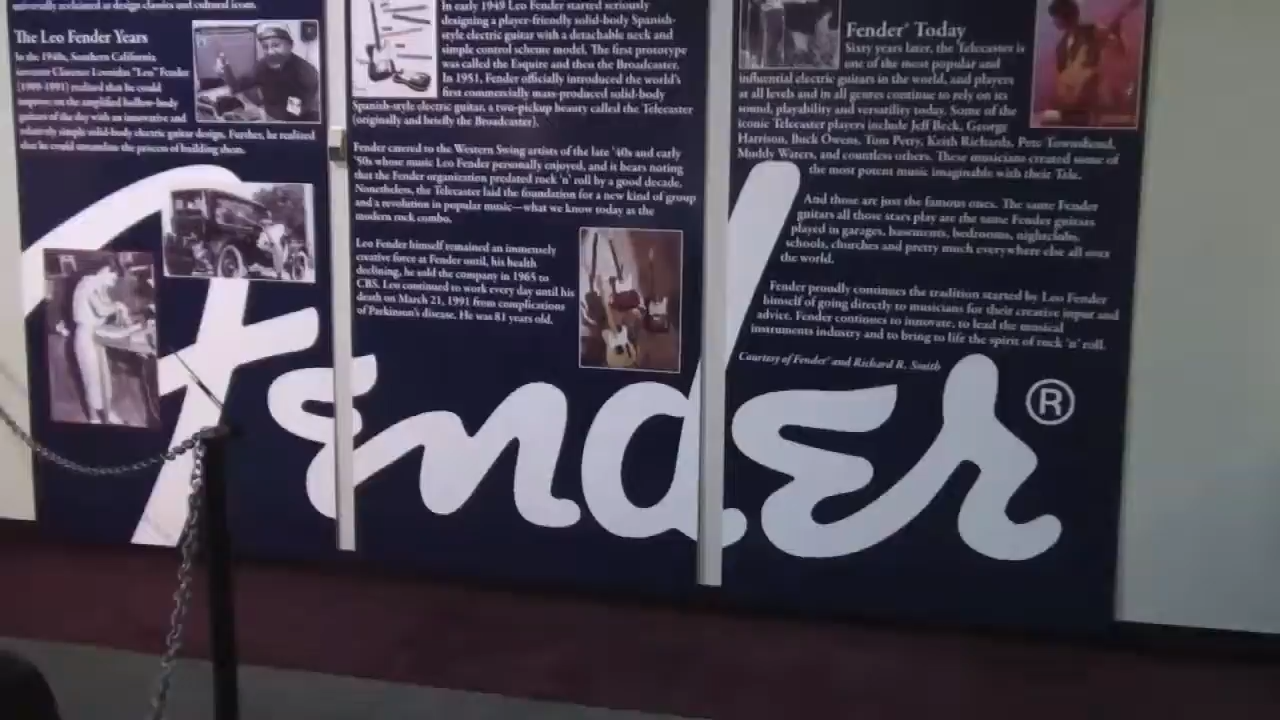 universally acclaimed as design classics and cultural icons.
The Leo Fender Years
In the 1940s, Southern California
inventor Clarence Leonidas "Leo" Fender
(1909-1991) realized that he could
improve on the amplified hollow-body
guitars of the day with an innovative and
relatively simple solid-body electric guitar design. Further, he realized
that he could streamline the process of building them.
In early 1949 Leo Fender started seriously
designing a player-friendly solid-body Spanish-
style electric guitar with a detachable neck and
simple control scheme model. The first prototype
was called the Esquire and then the Broadcaster.
In 1951, Fender officially introduced the world's
first commercially mass-produced solid-body
Spanish-style electric guitar, a two-pickup beauty called the Telecaster
(originally and briefly the Broadcaster).
Fender catered to the Western Swing artists of the late '40s and early
'50s whose music Leo Fender personally enjoyed, and it bears noting
that the Fender organization predated rock 'n' roll by a good decade.
Nonetheless, the Telecaster laid the foundation for a new kind of group
and a revolution in popular music—what we know today as the
modern rock combo.
Leo Fender himself remained an immensely
creative force at Fender until, his health
declining, he sold the company in 1965 to
CBS. Leo continued to work every day until his
death on March 21, 1991 from complications
of Parkinson's disease. He was 81 years old.
Fender® Today
Sixty years later, the Telecaster is
one of the most popular and
influential electric guitars in the world, and players
at all levels and in all genres continue to rely on its
sound, playability and versatility today. Some of the
iconic Telecaster players include Jeff Beck, George
Harrison, Buck Owens, Tom Petty, Keith Richards, Pete Townshend,
Muddy Waters, and countless others. These musicians created some of
the most potent music imaginable with their Tele.
And those are just the famous ones. The same Fender
guitars all those stars play are the same Fender guitars
played in garages, basements, bedrooms, nightclubs,
schools, churches and pretty much everywhere else all over
the world.
Fender proudly continues the tradition started by Leo Fender
himself of going directly to musicians for their creative input and
advice. Fender continues to innovate, to lead the musical
instruments industry and to bring to life the spirit of rock 'n' roll.
Courtesy of Fender® and Richard R. Smith
Fender®